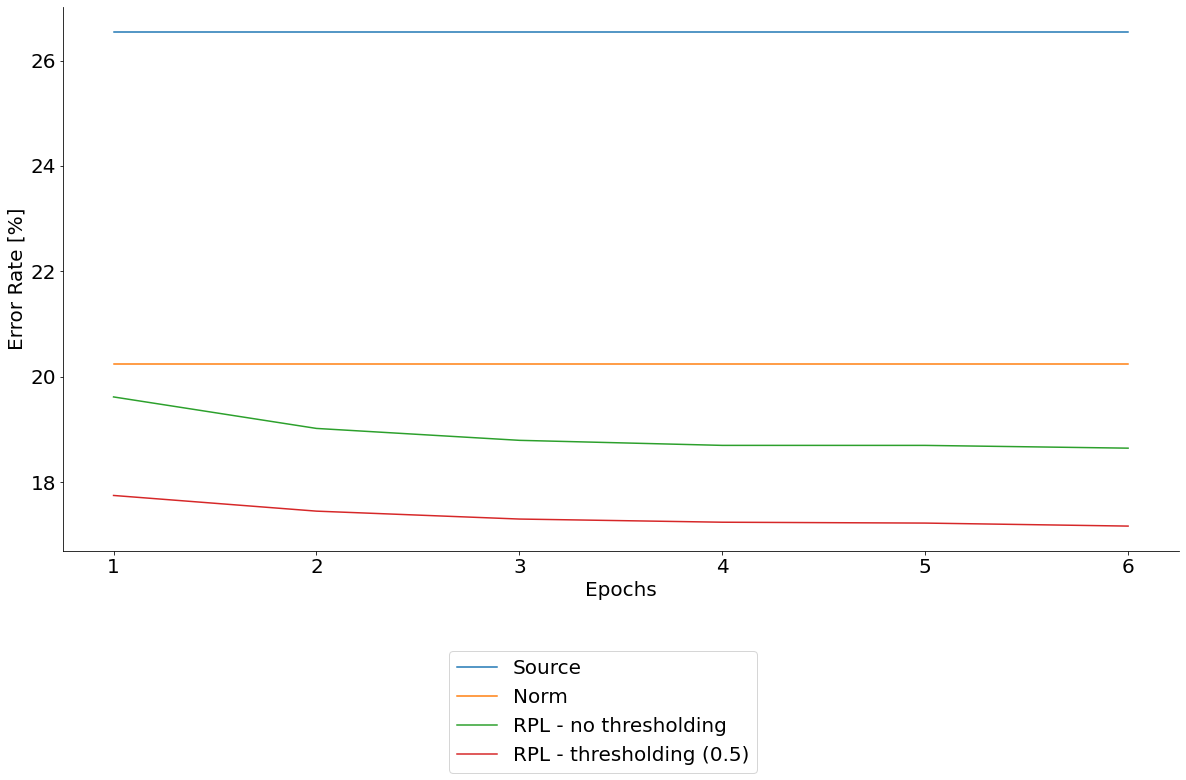 26
24
22
20
18
Error Rate [%]
1 2 3 4 5 6
Epochs
Source
Norm
RPL - no thresholding
RPL - thresholding (0.5)